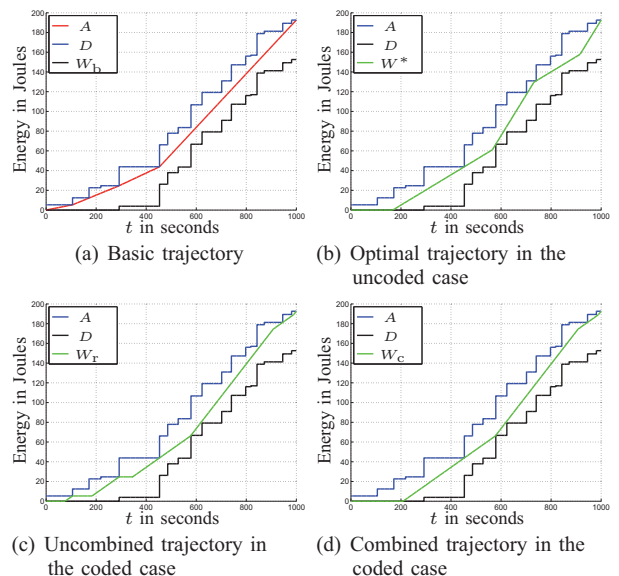 200
180
160
140
120
100
80
60
40
20
0
Energy in Joules
A
D
W_b
0 200 400 600 800 1000
t in seconds
(a) Basic trajectory
200
180
160
140
120
100
80
60
40
20
0
Energy in Joules
A
D
W*
0 200 400 600 800 1000
t in seconds
(b) Optimal trajectory in the
uncoded case
200
180
160
140
120
100
80
60
40
20
0
Energy in Joules
A
D
W_r
0 200 400 600 800 1000
t in seconds
(c) Uncombined trajectory in
the coded case
200
180
160
140
120
100
80
60
40
20
0
Energy in Joules
A
D
W_c
0 200 400 600 800 1000
t in seconds
(d) Combined trajectory in the
coded case